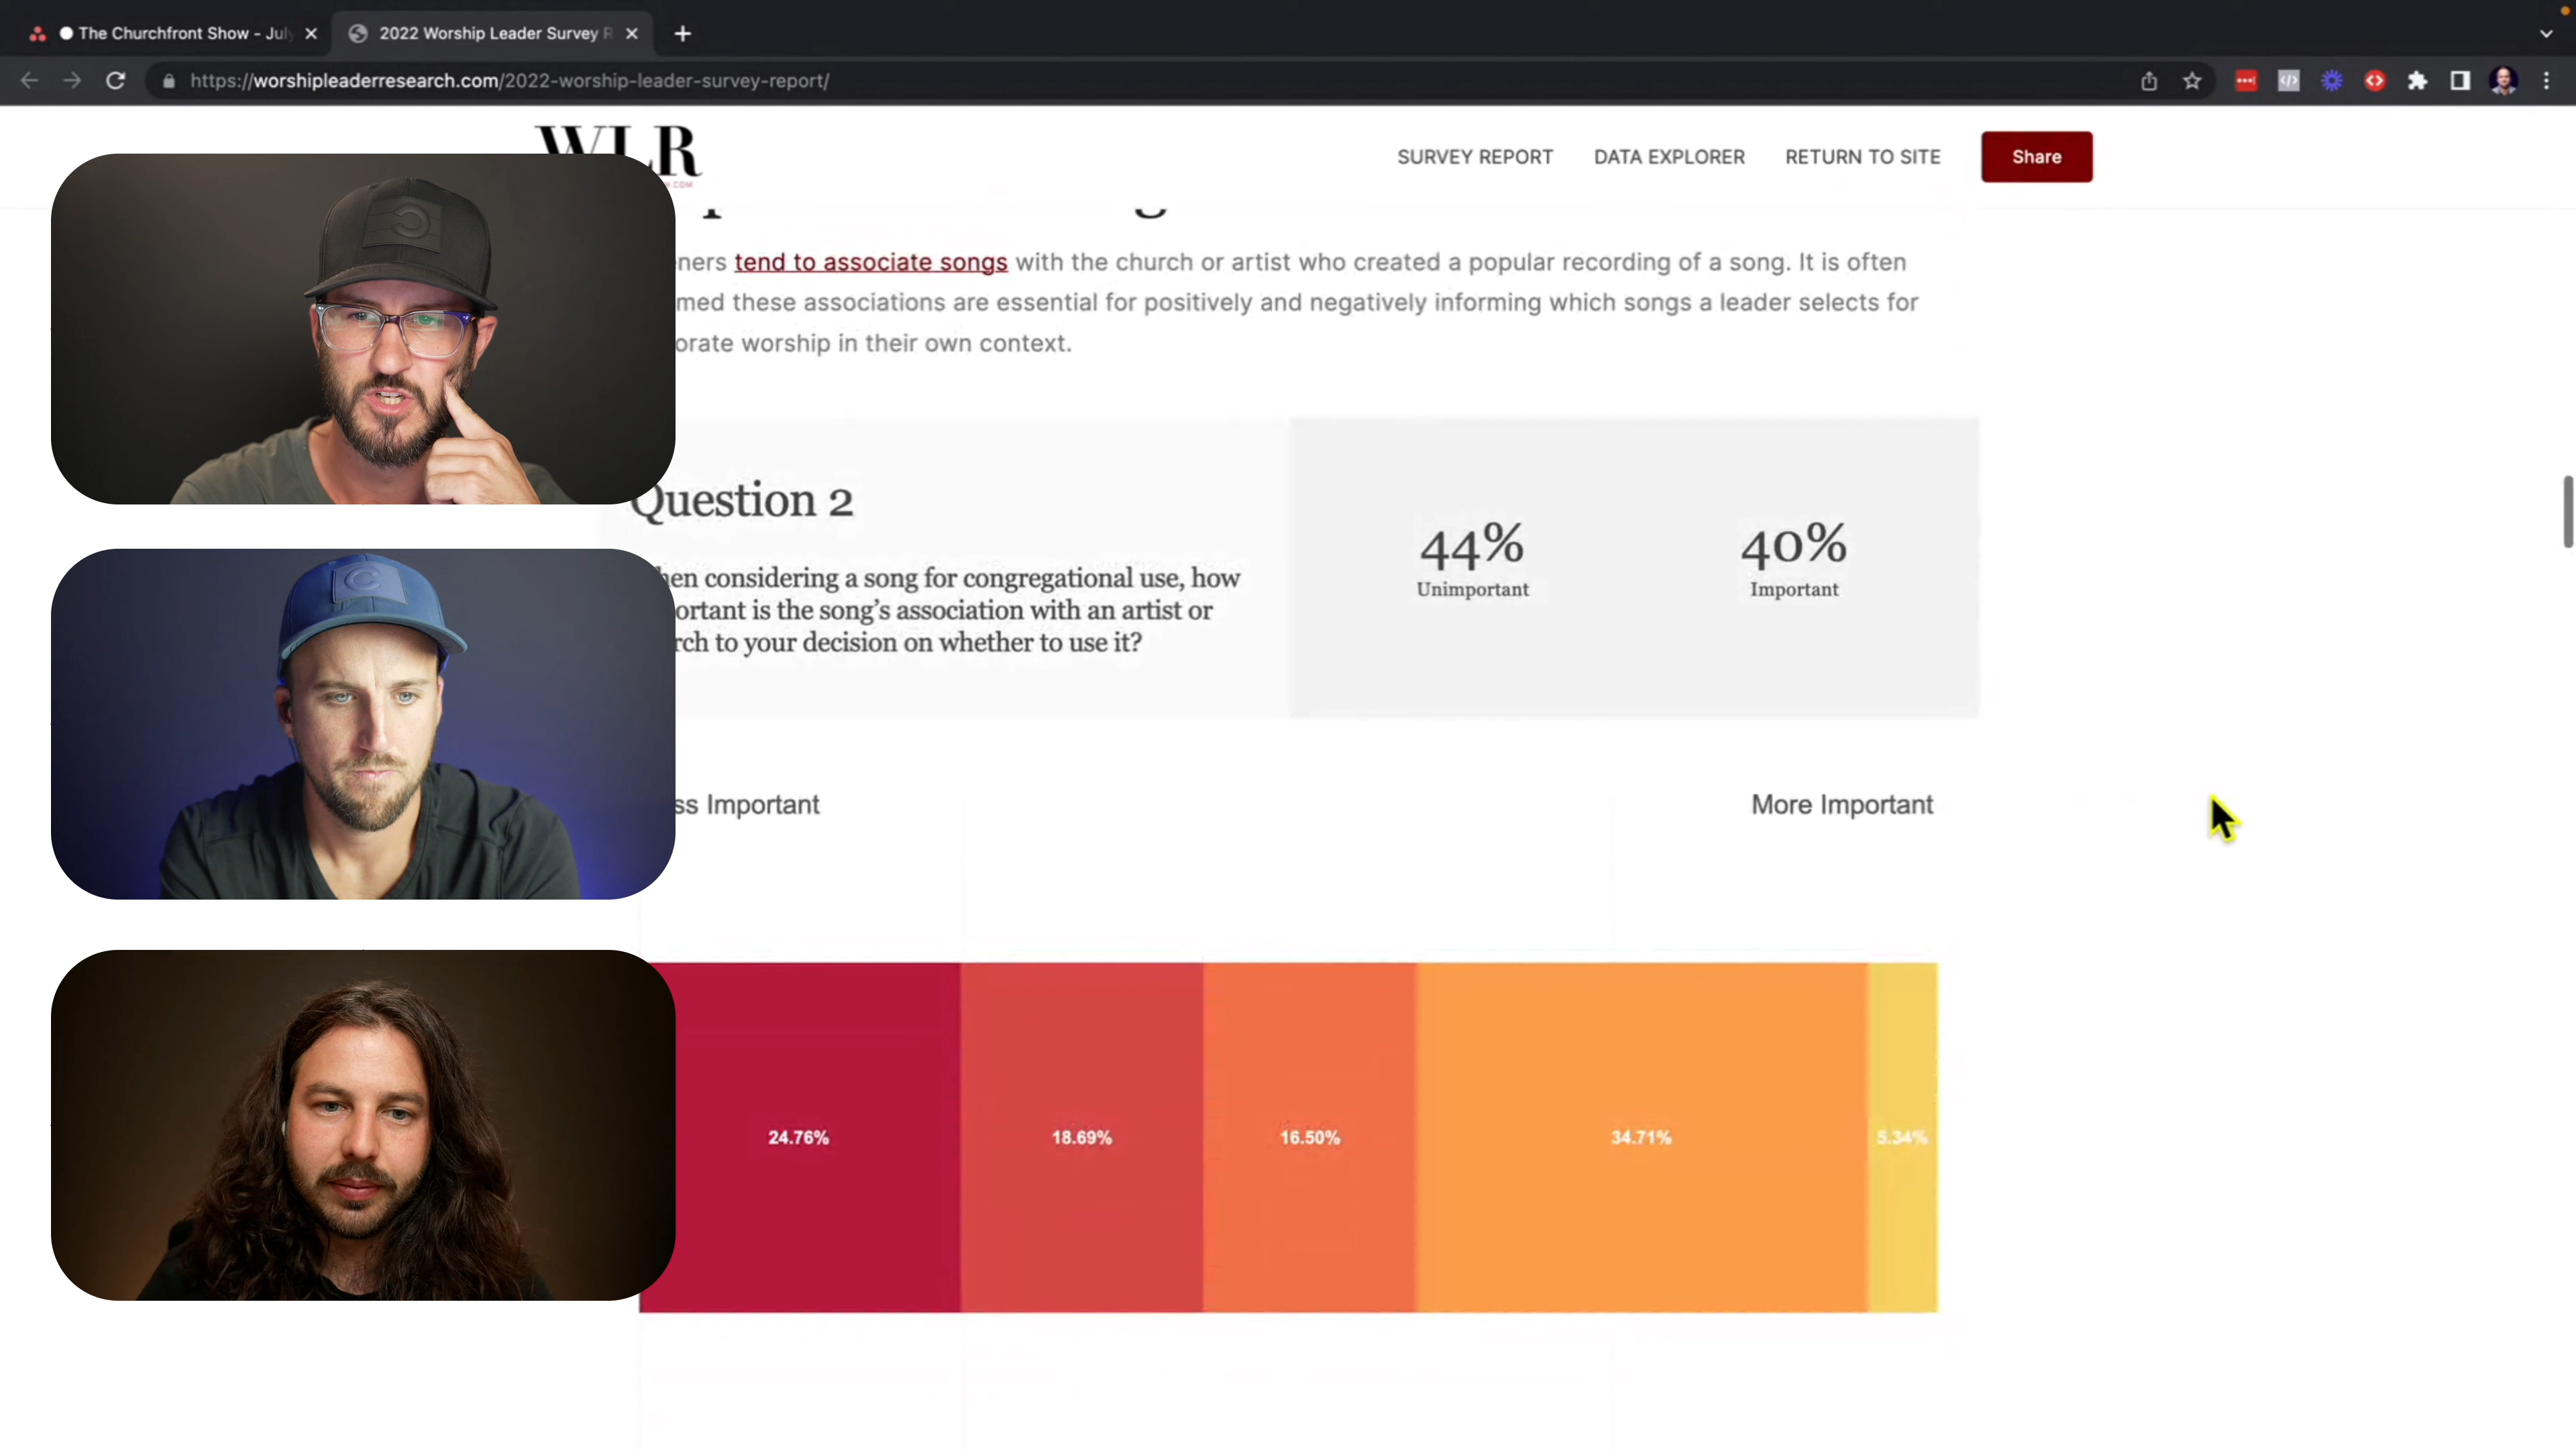 The Churchfront Show - July
2022 Worship Leader Survey R
https://worshipleaderresearch.com/2022-worship-leader-survey-report/
WLR
SURVEY REPORT
DATA EXPLORER
RETURN TO SITE
Share
eners tend to associate songs with the church or artist who created a popular recording of a song. It is often
med these associations are essential for positively and negatively informing which songs a leader selects for
orate worship in their own context.
Question 2
hen considering a song for congregational use, how
ortant is the song's association with an artist or
rch to your decision on whether to use it?
44%
Unimportant
40%
Important
ss Important
More Important
24.76%
18.69%
16.50%
34.71%
5.34%